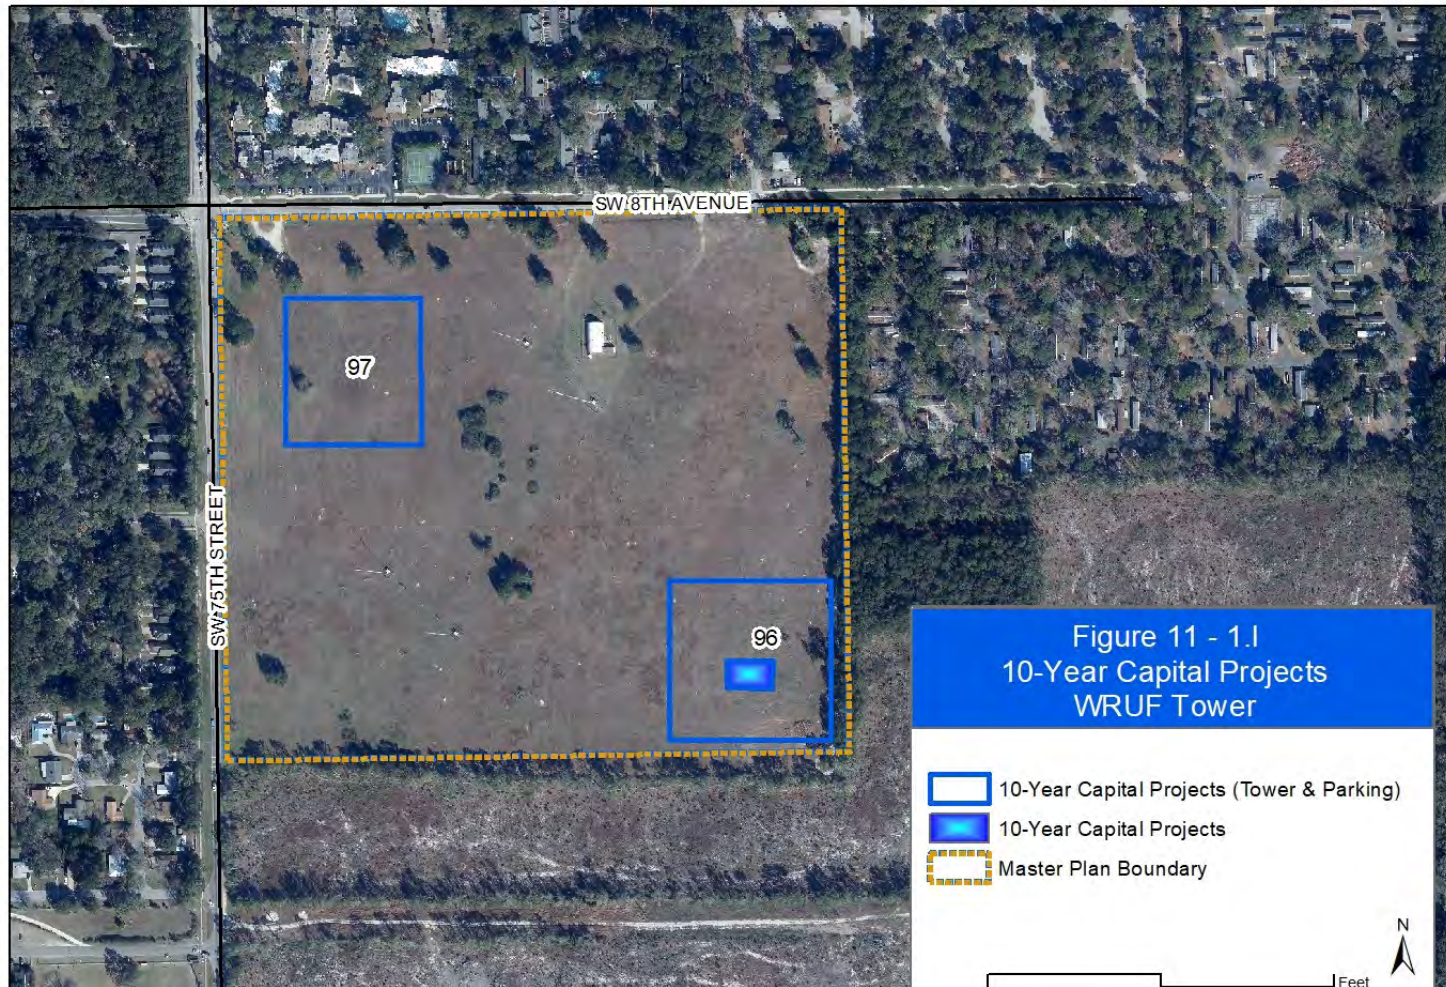 SW 8TH AVENUE
97
SW 75TH STREET
96
Figure 11 - 1.I
10-Year Capital Projects
WRUF Tower
10-Year Capital Projects (Tower & Parking)
10-Year Capital Projects
Master Plan Boundary
N
Feet